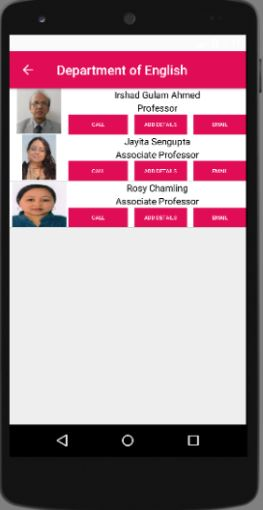 Department of English
Irshad Gulam Ahmed
Professor
CALL ADD DETAILS EMAIL
Jayita Sengupta
Associate Professor
CALL ADD DETAILS EMAIL
Rosy Chamling
Associate Professor
CALL ADD DETAILS EMAIL